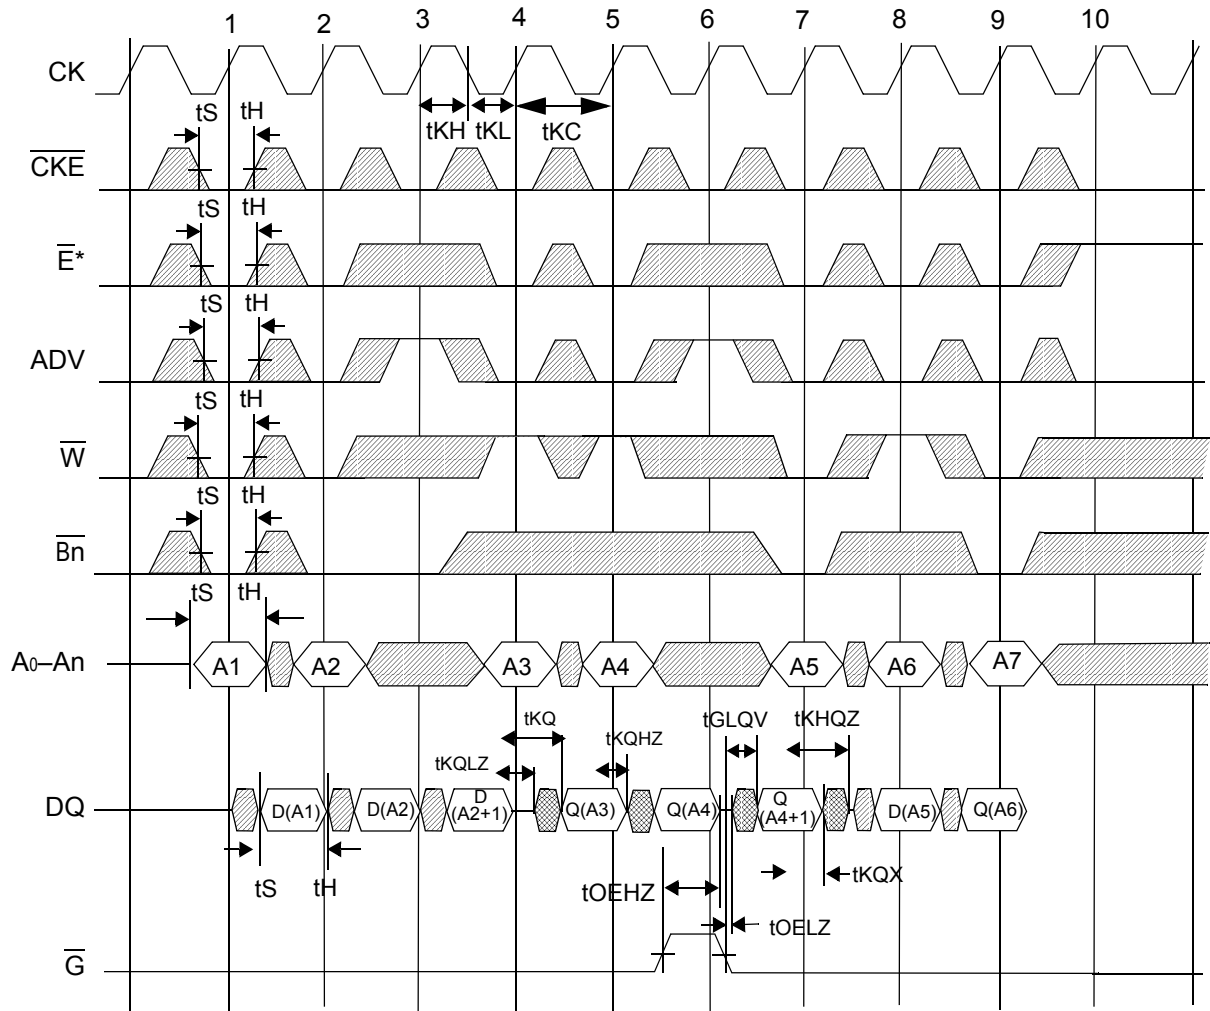 1 2 3 4 5 6 7 8 9 10
CK
tS tH tKH tKL tKC
CKE
tS tH
E*
tS tH
ADV
tS tH
W
tS tH
Bn
tS tH
A0–An A1 A2 A3 A4 A5 A6 A7
tKQ tGLQV tKHQZ
tKQLZ tKQHZ
DQ D(A1) D(A2) D (A2+1) Q(A3) Q(A4) Q (A4+1) D(A5) Q(A6)
tS tH tOEHZ tKQX
tOELZ
G